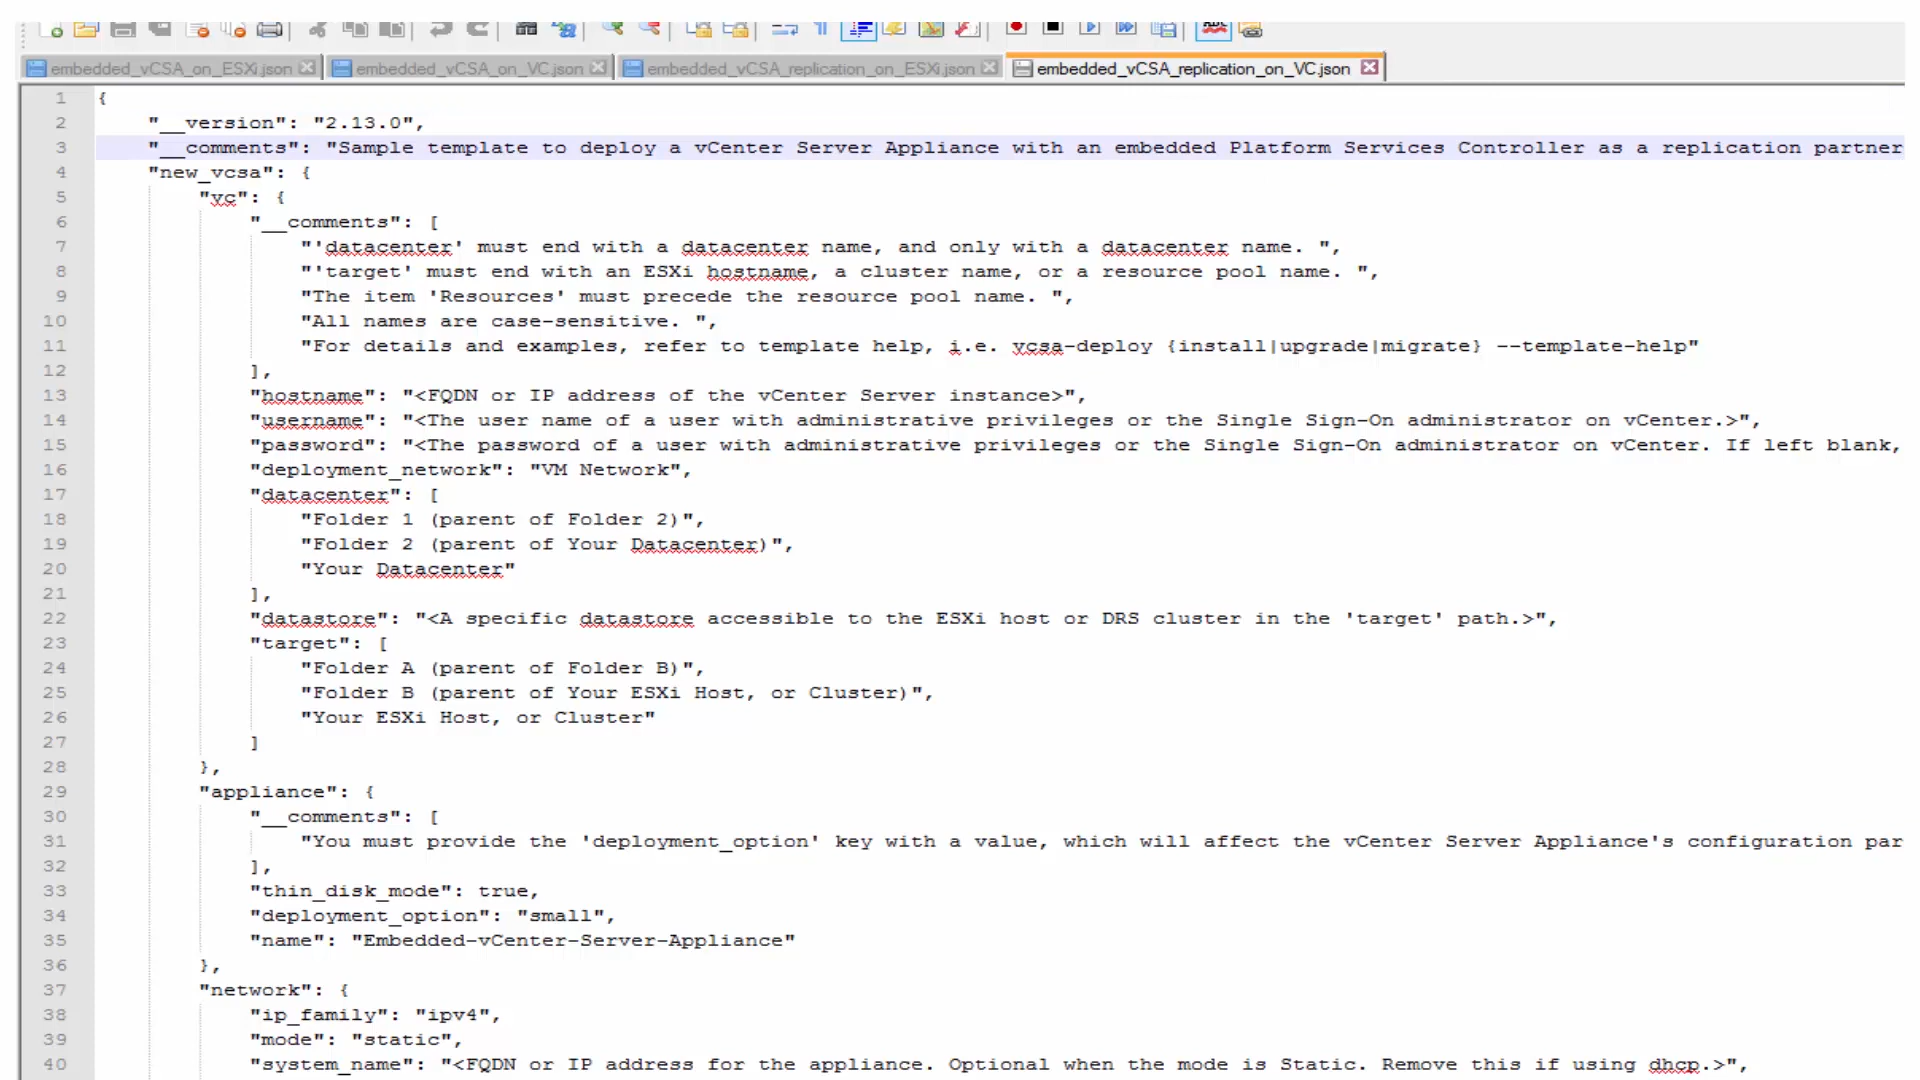 embedded_vCSA_on_ESXi.json embedded_vCSA_on_VC.json embedded_vCSA_replication_on_ESXi.json embedded_vCSA_replication_on_VC.json
1 {
2 "__version": "2.13.0",
3 "__comments": "Sample template to deploy a vCenter Server Appliance with an embedded Platform Services Controller as a replication partner
4 "new_vcsa": {
5 "vc": {
6 "__comments": [
7 "'datacenter' must end with a datacenter name, and only with a datacenter name. ",
8 "'target' must end with an ESXi hostname, a cluster name, or a resource pool name. ",
9 "The item 'Resources' must precede the resource pool name. ",
10 "All names are case-sensitive. ",
11 "For details and examples, refer to template help, i.e. vcsa-deploy {install|upgrade|migrate} --template-help"
12 ],
13 "hostname": "<FQDN or IP address of the vCenter Server instance>",
14 "username": "<The user name of a user with administrative privileges or the Single Sign-On administrator on vCenter.>",
15 "password": "<The password of a user with administrative privileges or the Single Sign-On administrator on vCenter. If left blank,
16 "deployment_network": "VM Network",
17 "datacenter": [
18 "Folder 1 (parent of Folder 2)",
19 "Folder 2 (parent of Your Datacenter)",
20 "Your Datacenter"
21 ],
22 "datastore": "<A specific datastore accessible to the ESXi host or DRS cluster in the 'target' path.>",
23 "target": [
24 "Folder A (parent of Folder B)",
25 "Folder B (parent of Your ESXi Host, or Cluster)",
26 "Your ESXi Host, or Cluster"
27 ]
28 },
29 "appliance": {
30 "__comments": [
31 "You must provide the 'deployment_option' key with a value, which will affect the vCenter Server Appliance's configuration par
32 ],
33 "thin_disk_mode": true,
34 "deployment_option": "small",
35 "name": "Embedded-vCenter-Server-Appliance"
36 },
37 "network": {
38 "ip_family": "ipv4",
39 "mode": "static",
40 "system_name": "<FQDN or IP address for the appliance. Optional when the mode is Static. Remove this if using dhcp.>",